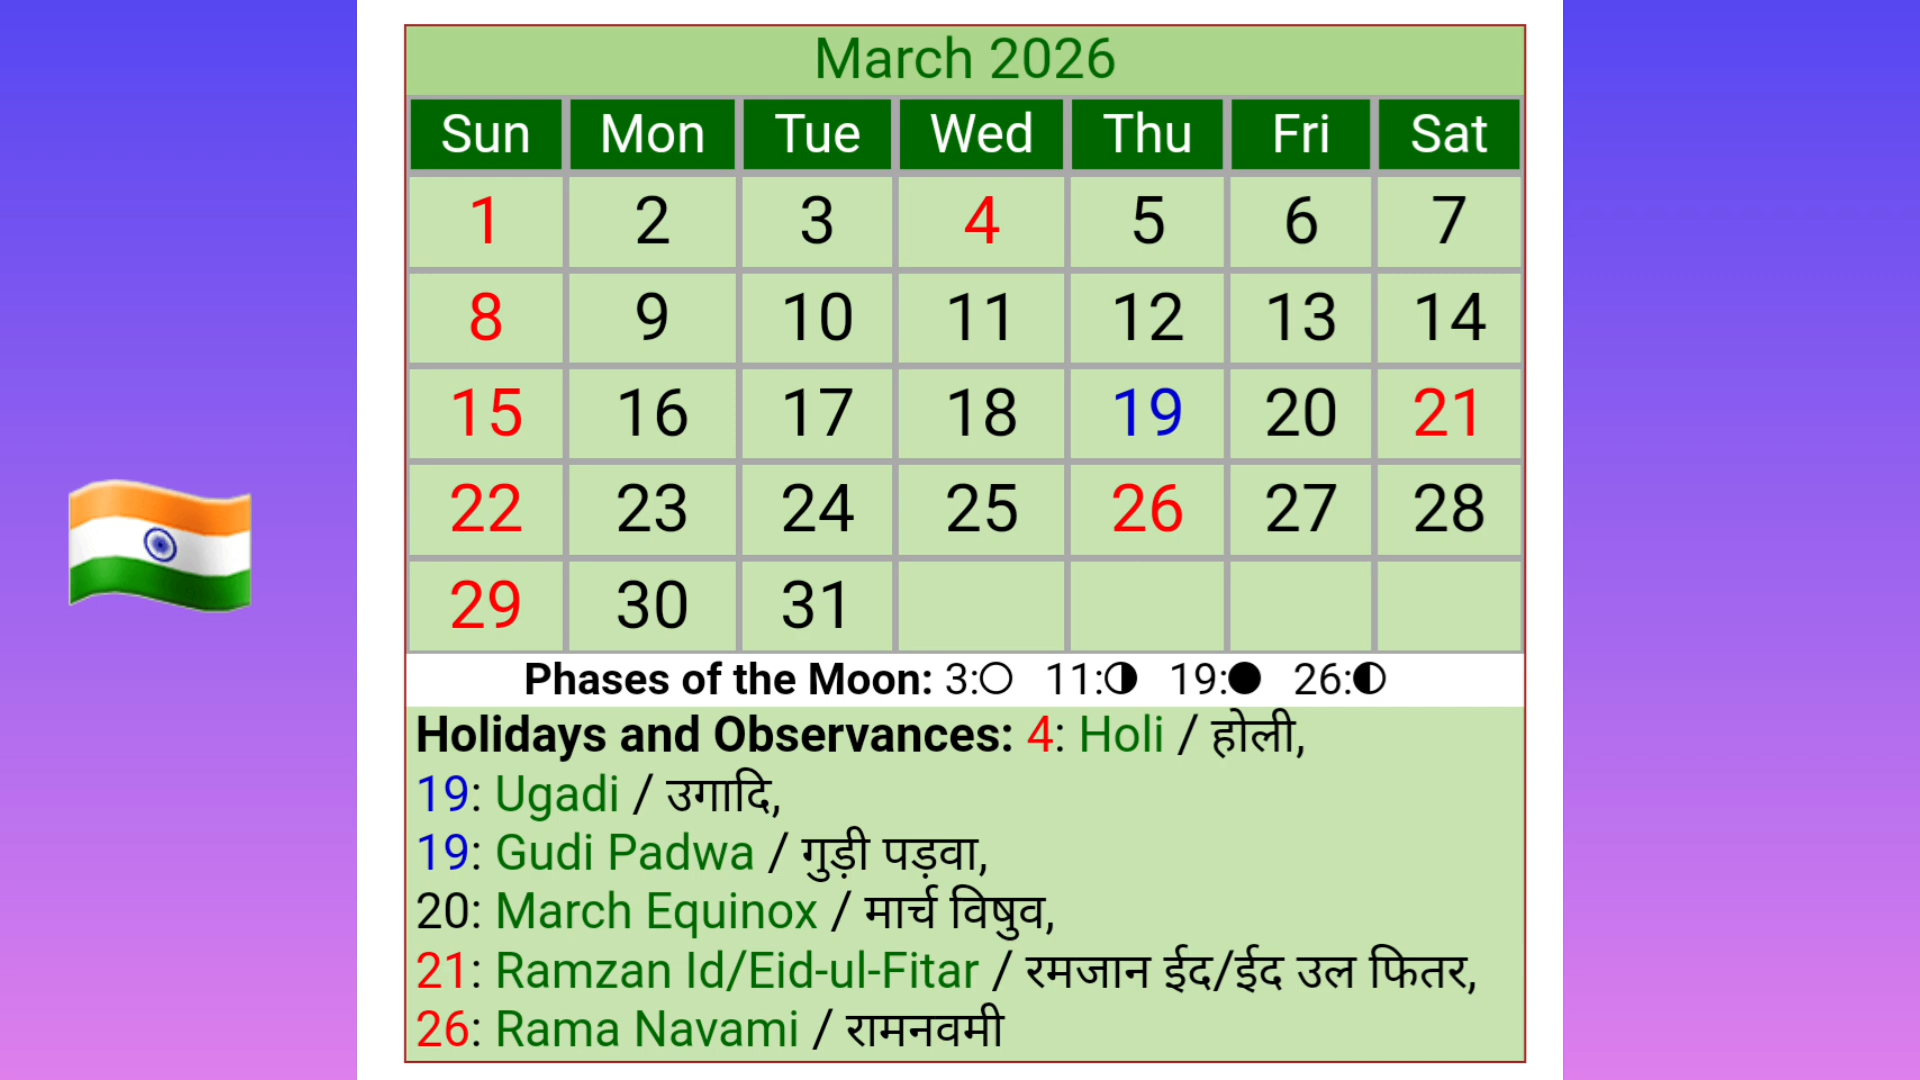 March 2026
Sun Mon Tue Wed Thu Fri Sat
1 2 3 4 5 6 7
8 9 10 11 12 13 14
15 16 17 18 19 20 21
22 23 24 25 26 27 28
29 30 31
Phases of the Moon: 3:○ 11:◑ 19:● 26:◐
Holidays and Observances: 4: Holi / होली,
19: Ugadi / उगादि,
19: Gudi Padwa / गुड़ी पड़वा,
20: March Equinox / मार्च विषुव,
21: Ramzan Id/Eid-ul-Fitar / रमजान ईद/ईद उल फितर,
26: Rama Navami / रामनवमी